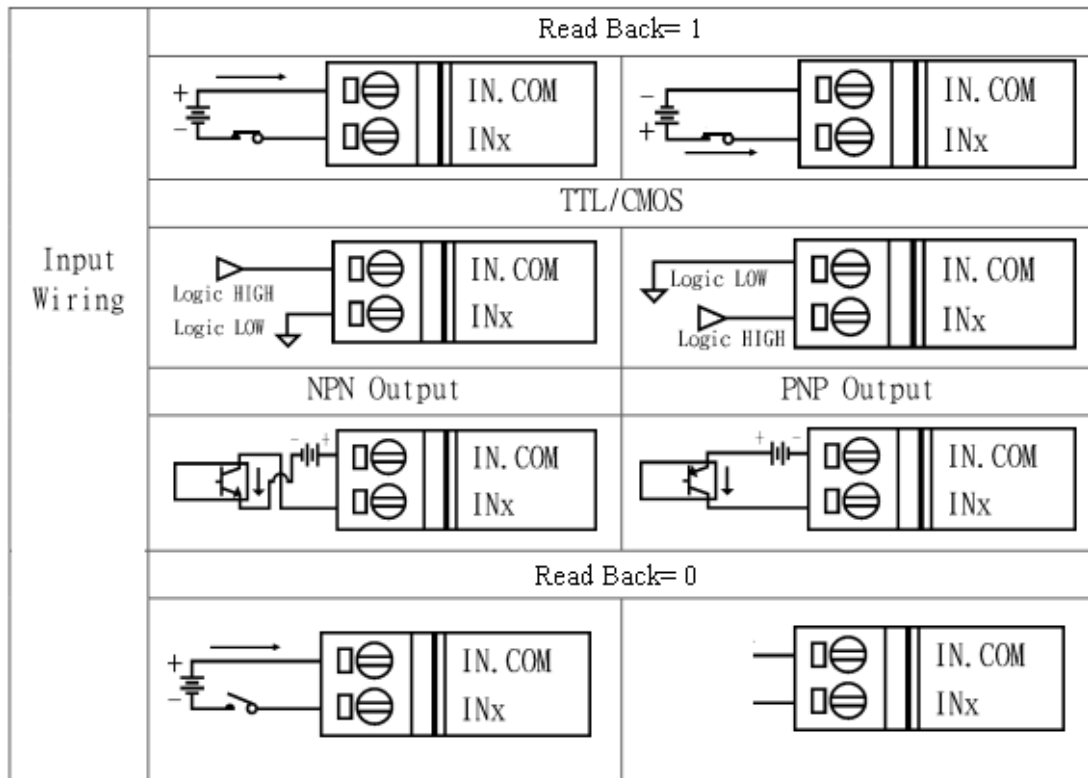 Read Back= 1
+
−
IN. COM
INx
−
+
IN. COM
INx
TTL/CMOS
Input
Wiring
Logic HIGH
Logic LOW
IN. COM
INx
Logic LOW
Logic HIGH
IN. COM
INx
NPN Output
PNP Output
- +
IN. COM
INx
+ -
IN. COM
INx
Read Back= 0
+
−
IN. COM
INx
IN. COM
INx